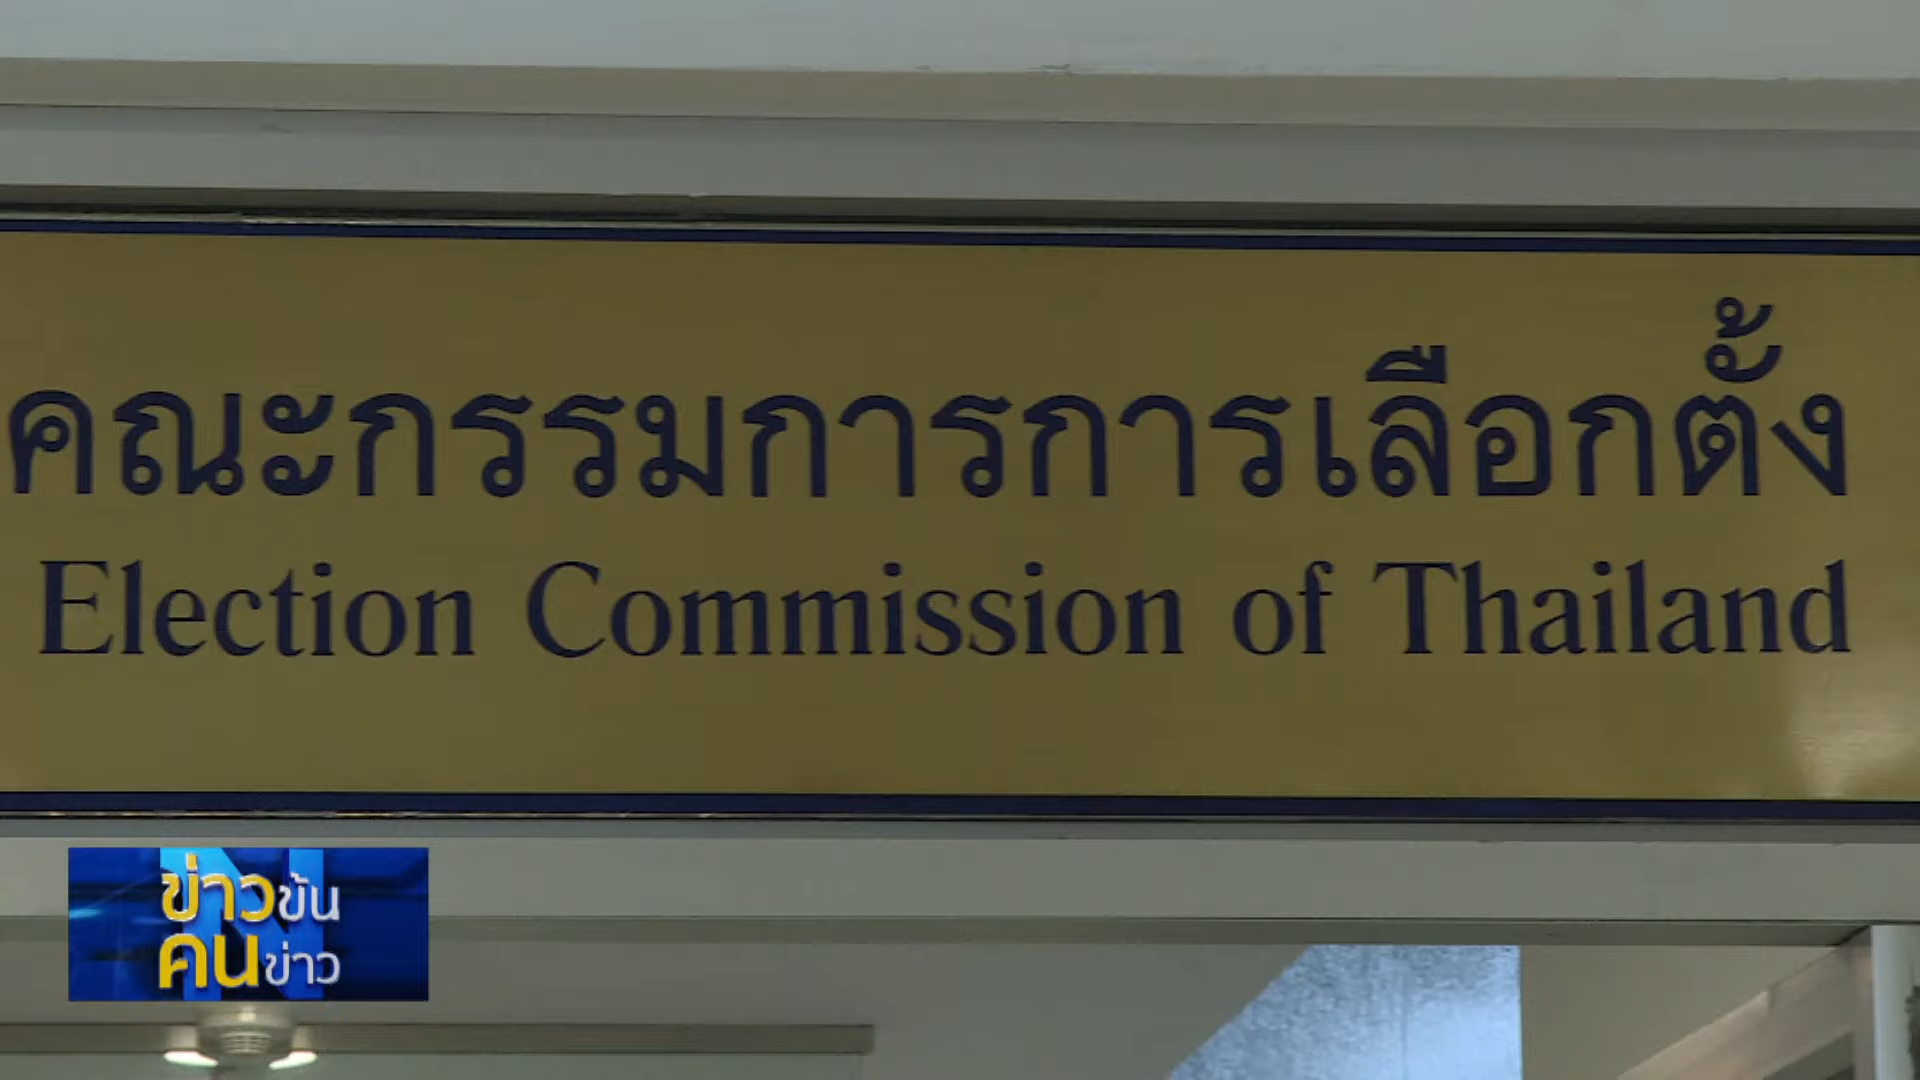 คณะกรรมการการเลือกตั้ง
Election Commission of Thailand
ข่าวข้น
คนข่าว